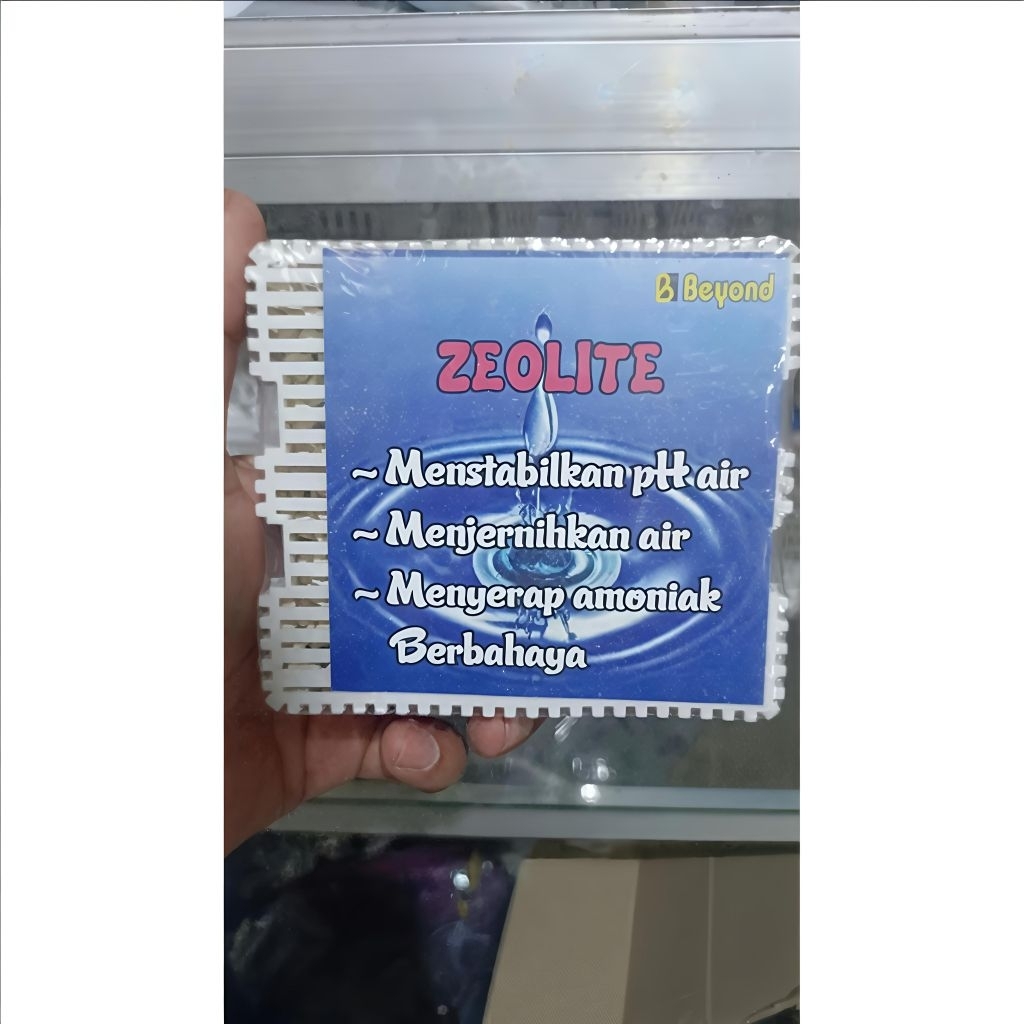 B Beyond
ZEOLITE
~ Menstabilkan pH air
~ Menjernihkan air
~ Menyerap amoniak
Berbahaya